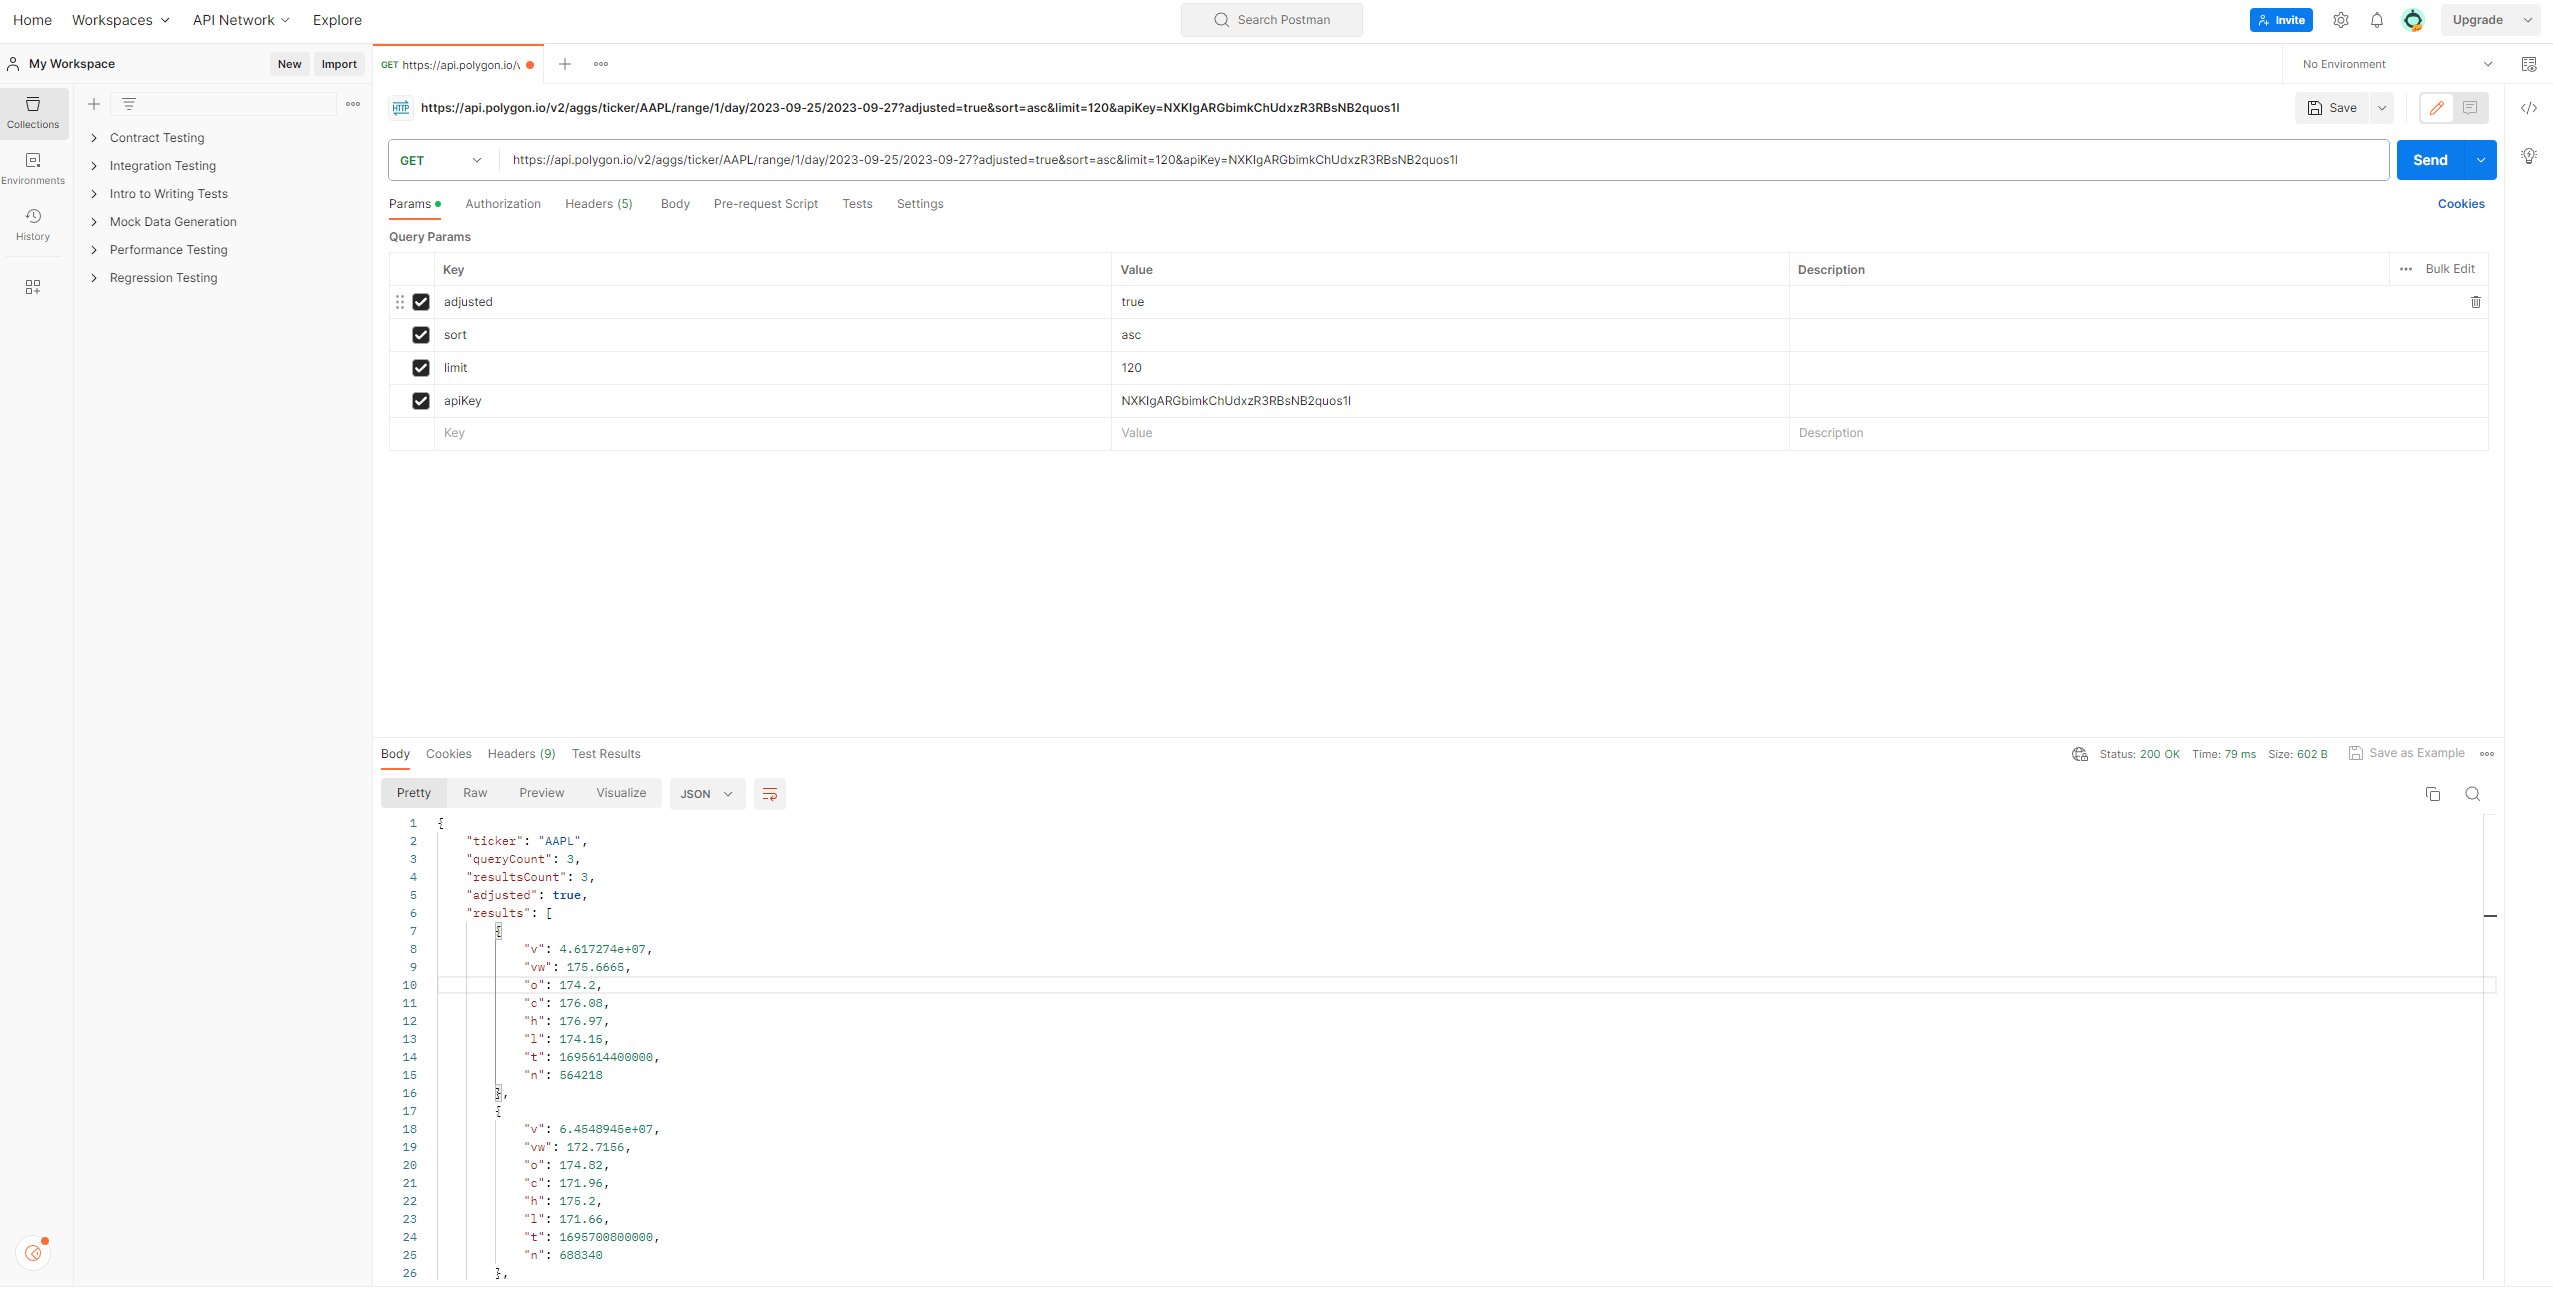 Home Workspaces API Network Explore
Search Postman
Invite
Upgrade
My Workspace
New Import
GET https://api.polygon.io/v
No Environment
Collections
Environments
History
Contract Testing
Integration Testing
Intro to Writing Tests
Mock Data Generation
Performance Testing
Regression Testing
HTTP https://api.polygon.io/v2/aggs/ticker/AAPL/range/1/day/2023-09-25/2023-09-27?adjusted=true&sort=asc&limit=120&apiKey=NXKIgARGbimkChUdxzR3RBsNB2quos1I
Save
GET https://api.polygon.io/v2/aggs/ticker/AAPL/range/1/day/2023-09-25/2023-09-27?adjusted=true&sort=asc&limit=120&apiKey=NXKIgARGbimkChUdxzR3RBsNB2quos1I
Send
Params Authorization Headers (5) Body Pre-request Script Tests Settings
Cookies
Query Params
Key Value Description Bulk Edit
adjusted true
sort asc
limit 120
apiKey NXKIgARGbimkChUdxzR3RBsNB2quos1I
Key Value Description
Body Cookies Headers (9) Test Results
Status: 200 OK Time: 79 ms Size: 602 B Save as Example
Pretty Raw Preview Visualize JSON
1 {
2 "ticker": "AAPL",
3 "queryCount": 3,
4 "resultsCount": 3,
5 "adjusted": true,
6 "results": [
7 {
8 "v": 4.617274e+07,
9 "vw": 175.6665,
10 "o": 174.2,
11 "c": 176.08,
12 "h": 176.97,
13 "l": 174.15,
14 "t": 1695614400000,
15 "n": 564218
16 },
17 {
18 "v": 6.4548945e+07,
19 "vw": 172.7156,
20 "o": 174.82,
21 "c": 171.96,
22 "h": 175.2,
23 "l": 171.66,
24 "t": 1695700800000,
25 "n": 688340
26 },